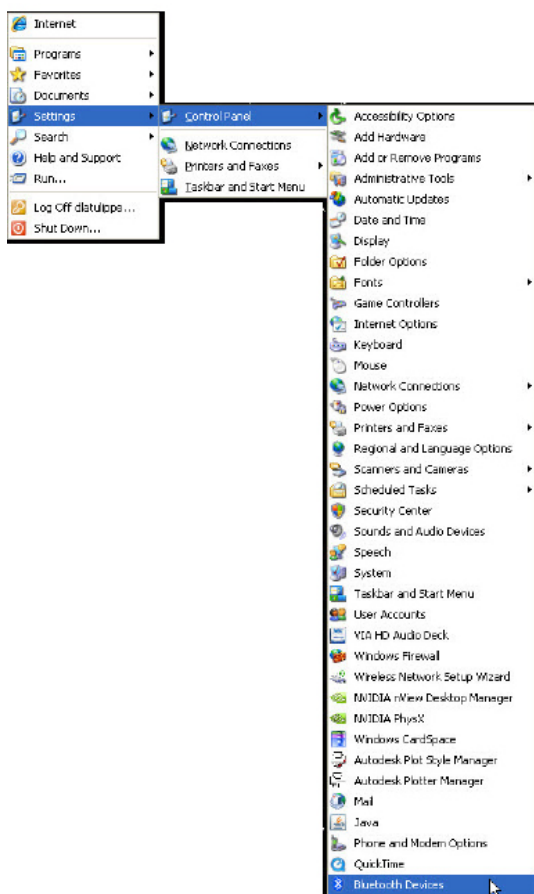 Internet
Programs
Favorites
Documents
Settings
Search
Help and Support
Run...
Log Off dlatulippe...
Shut Down...
Control Panel
Network Connections
Printers and Faxes
Taskbar and Start Menu
Accessibility Options
Add Hardware
Add or Remove Programs
Administrative Tools
Automatic Updates
Date and Time
Display
Folder Options
Fonts
Game Controllers
Internet Options
Keyboard
Mouse
Network Connections
Power Options
Printers and Faxes
Regional and Language Options
Scanners and Cameras
Scheduled Tasks
Security Center
Sounds and Audio Devices
Speech
System
Taskbar and Start Menu
User Accounts
VIA HD Audio Deck
Windows Firewall
Wireless Network Setup Wizard
NVIDIA nView Desktop Manager
NVIDIA PhysX
Windows CardSpace
Autodesk Plot Style Manager
Autodesk Plotter Manager
Mail
Java
Phone and Modem Options
QuickTime
Bluetooth Devices